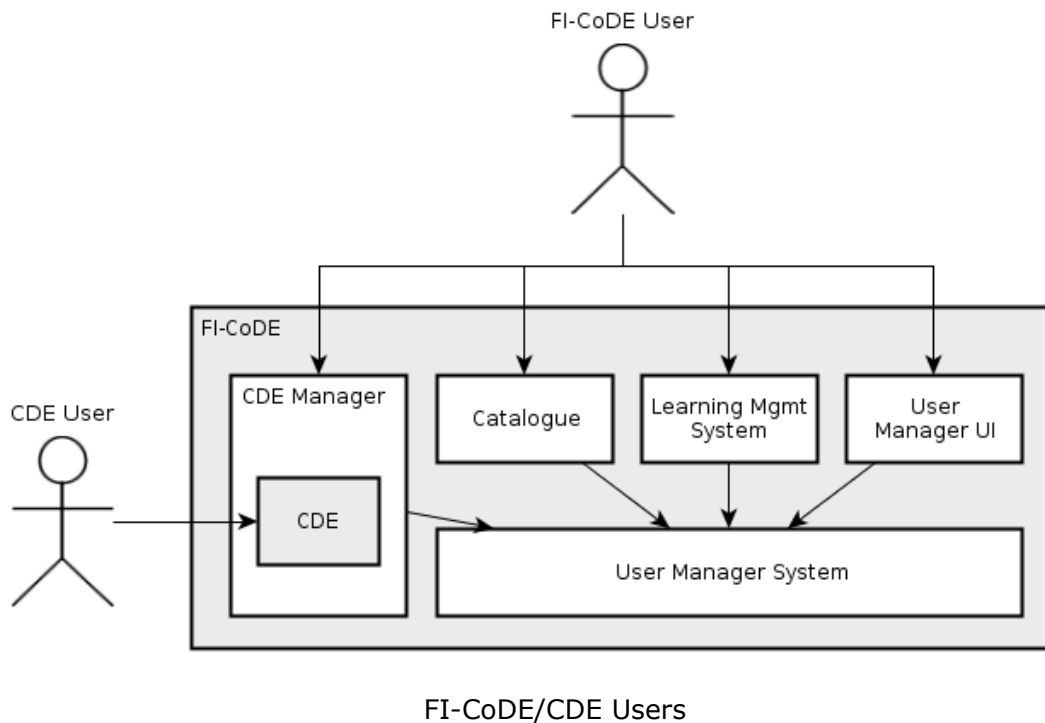 FI-CoDE User
FI-CoDE
CDE User
CDE Manager
CDE
Catalogue
Learning Mgmt
System
User
Manager UI
User Manager System
FI-CoDE/CDE Users